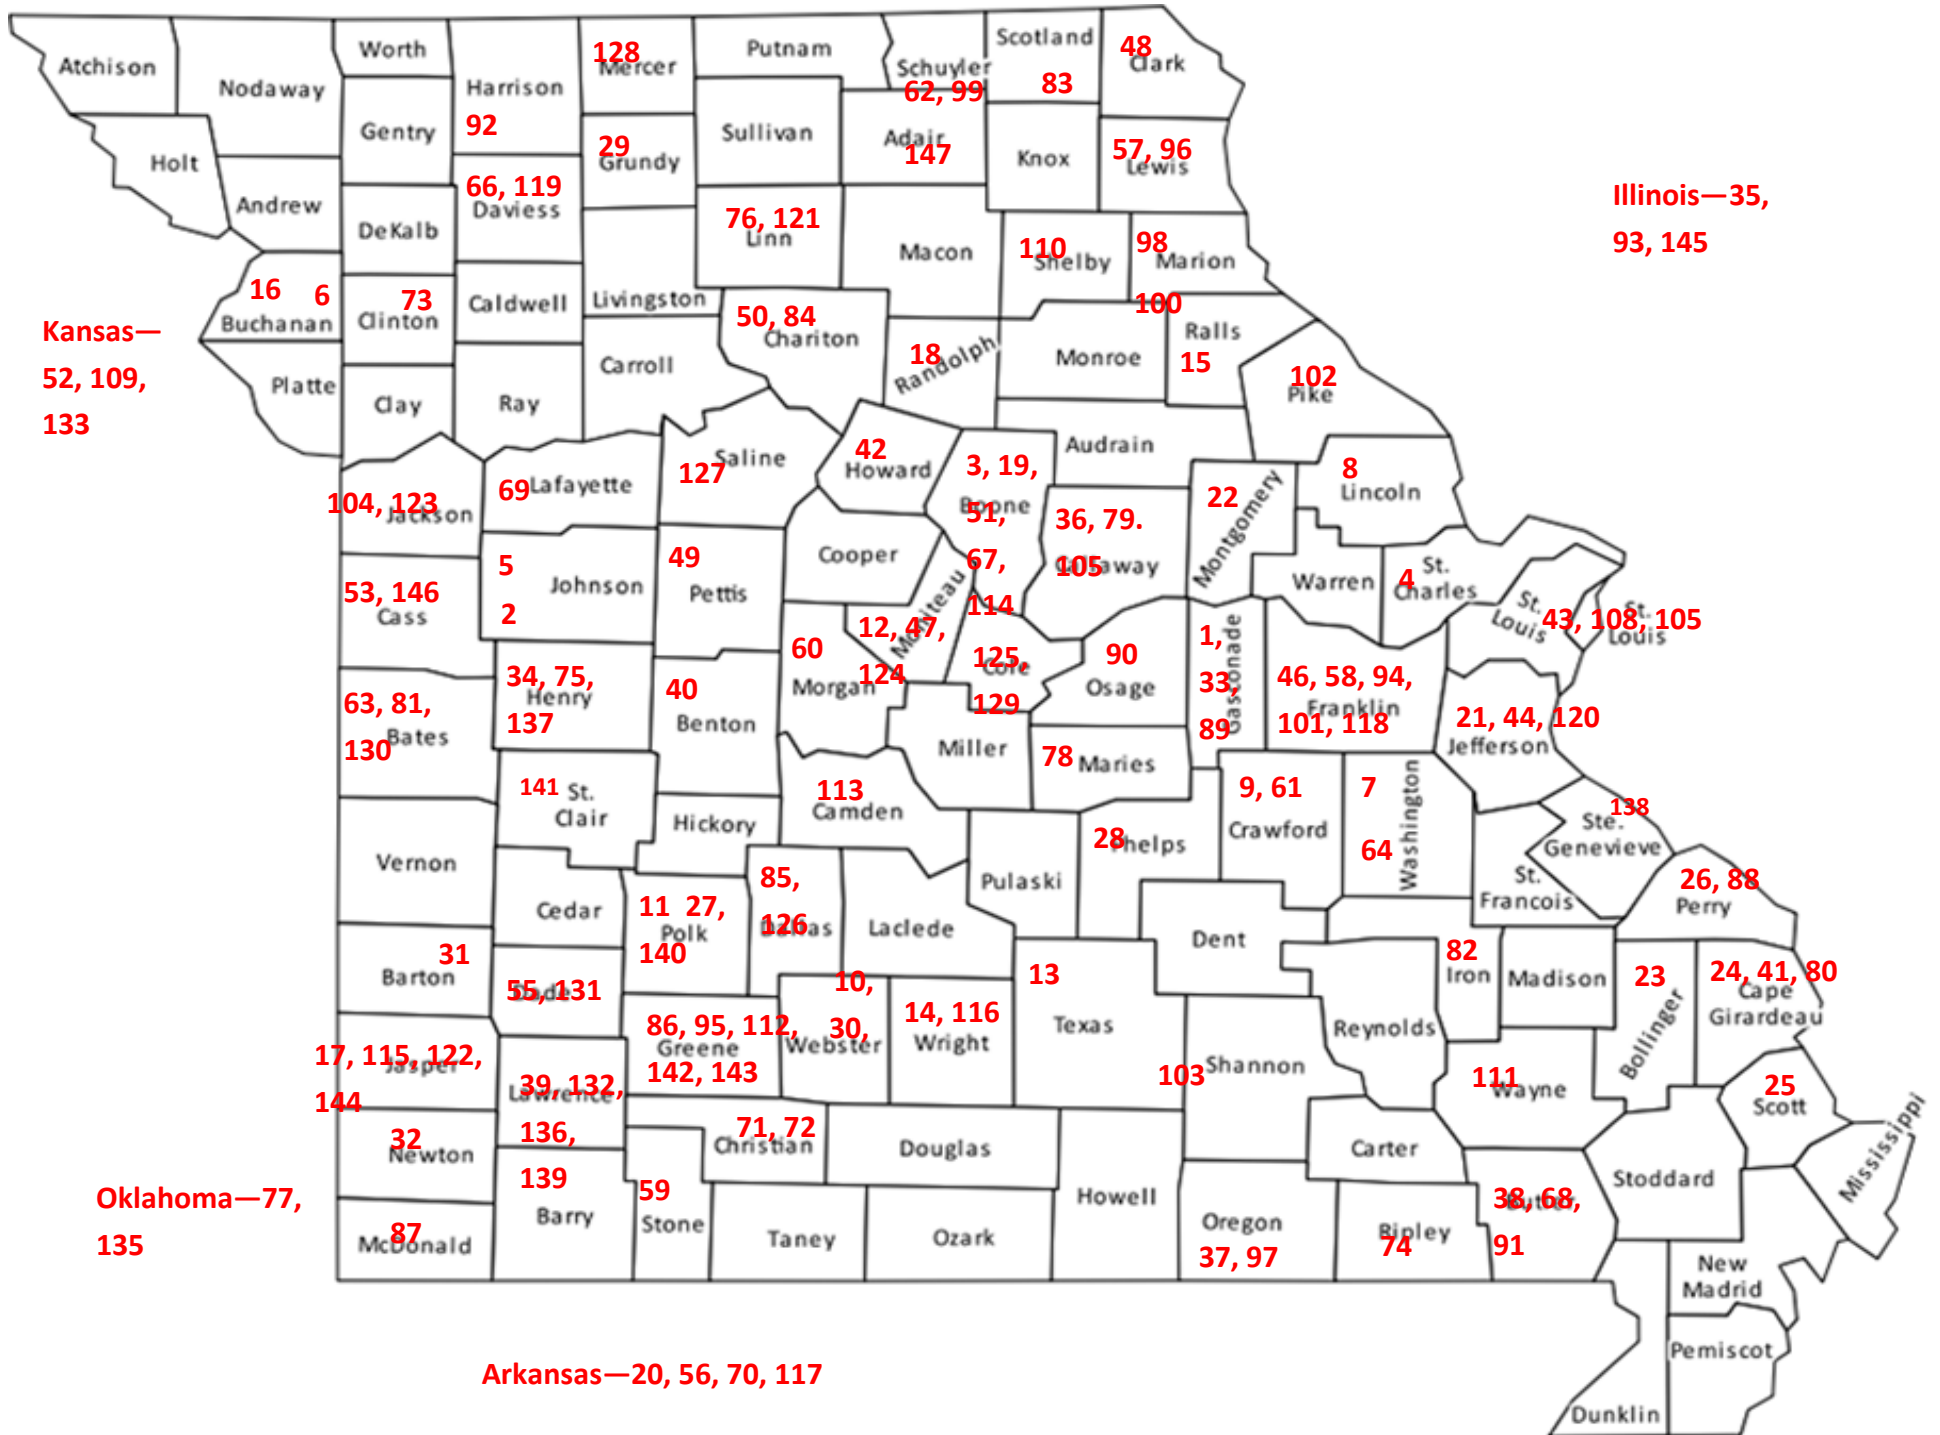 Atchison
Nodaway
Worth
Harrison
128
Mercer
Putnam
Schuyler
62, 99
Scotland
83
48
Clark
Gentry
92
29
Grundy
Sullivan
Adair
147
Knox
57, 96
Lewis
Holt
Andrew
DeKalb
66, 119
Daviess
76, 121
Linn
Macon
110
Shelby
98
Marion
100
Illinois—35,
93, 145
16 6
Buchanan
73
Clinton
Caldwell
Livingston
50, 84
Chariton
18
Randolph
Monroe
Ralls
15
102
Pike
Kansas—
52, 109,
133
Platte
Clay
Ray
Carroll
127
Saline
42
Howard
3, 19,
Boone
51,
67,
114
Audrain
36, 79.
Callaway
105
22
Montgomery
8
Lincoln
104, 123
Jackson
69
Lafayette
5
Johnson
2
49
Pettis
Cooper
12, 47,
Moniteau
124
Warren
4
St.
Charles
St.
Louis
43, 108, 105
St.
Louis
53, 146
Cass
34, 75,
Henry
137
40
Benton
60
Morgan
125,
Cole
129
90
Osage
1,
33,
89
Gasconade
46, 58, 94,
Franklin
101, 118
21, 44, 120
Jefferson
63, 81,
Bates
130
141
St.
Clair
Hickory
113
Camden
Miller
78
Maries
28
Phelps
9, 61
Crawford
7
64
Washington
138
Ste.
Genevieve
St.
Francois
26, 88
Perry
Vernon
Cedar
11 27,
Polk
140
85,
Dallas
126
Laclede
Pulaski
Dent
82
Iron
Madison
23
Bollinger
24, 41, 80
Cape
Girardeau
31
Barton
55, 131
Dade
86, 95, 112,
Greene
142, 143
10,
30,
Webster
14, 116
Wright
13
Texas
103
Shannon
Reynolds
111
Wayne
25
Scott
Mississippi
17, 115, 122,
Jasper
144
39, 132,
Lawrence
136,
139
71, 72
Christian
Douglas
Howell
Carter
Stoddard
32
Newton
87
McDonald
Barry
59
Stone
Taney
Ozark
Oregon
37, 97
Ripley
74
38, 68,
Butler
91
New
Madrid
Pemiscot
Dunklin
Oklahoma—77,
135
Arkansas—20, 56, 70, 117